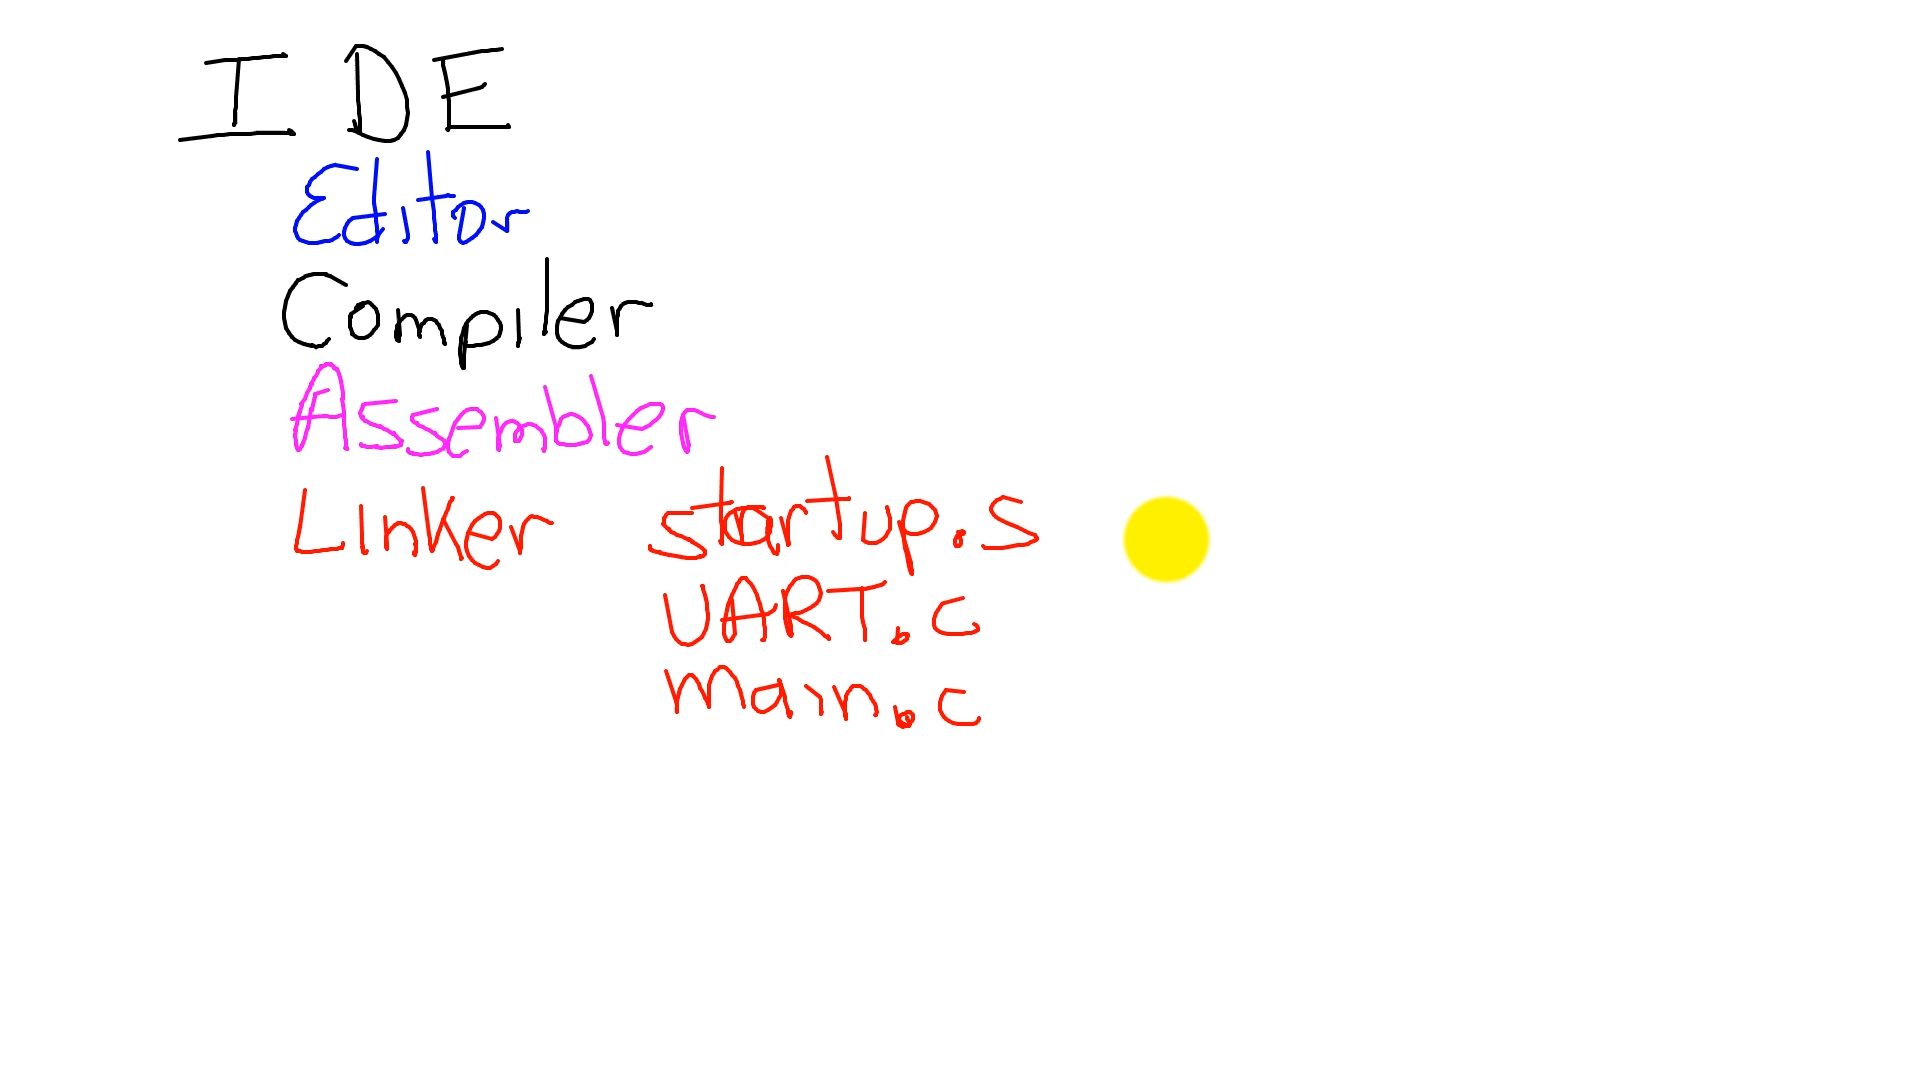 IDE
Editor
Compiler
Assembler
Linker startup.s
UART.c
main.c